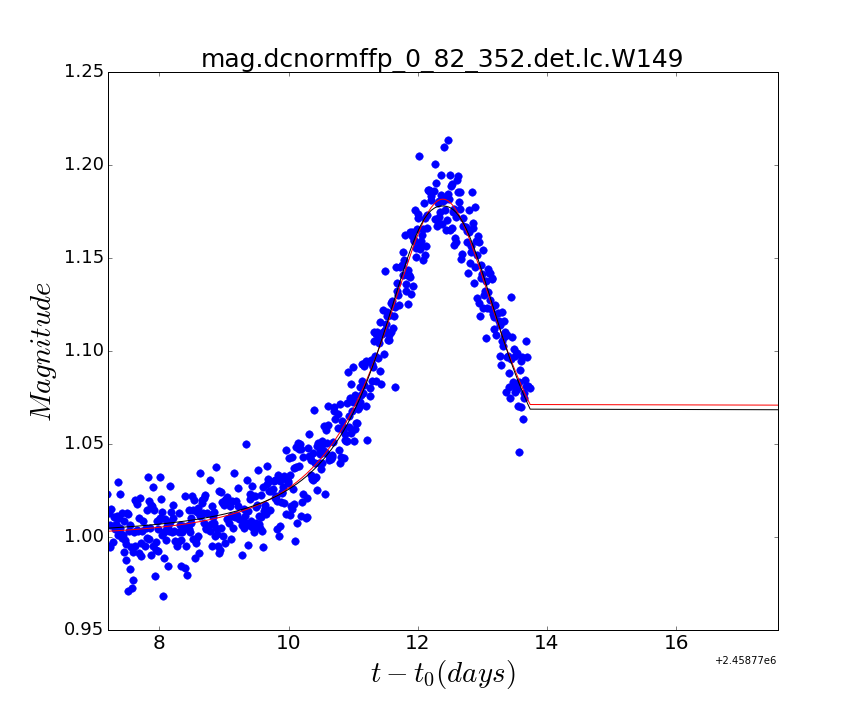 mag.dcnormffp_0_82_352.det.lc.W149
1.25
1.20
1.15
1.10
1.05
1.00
0.95
Magnitude
8 10 12 14 16
+2.45877e6
t − t₀(days)